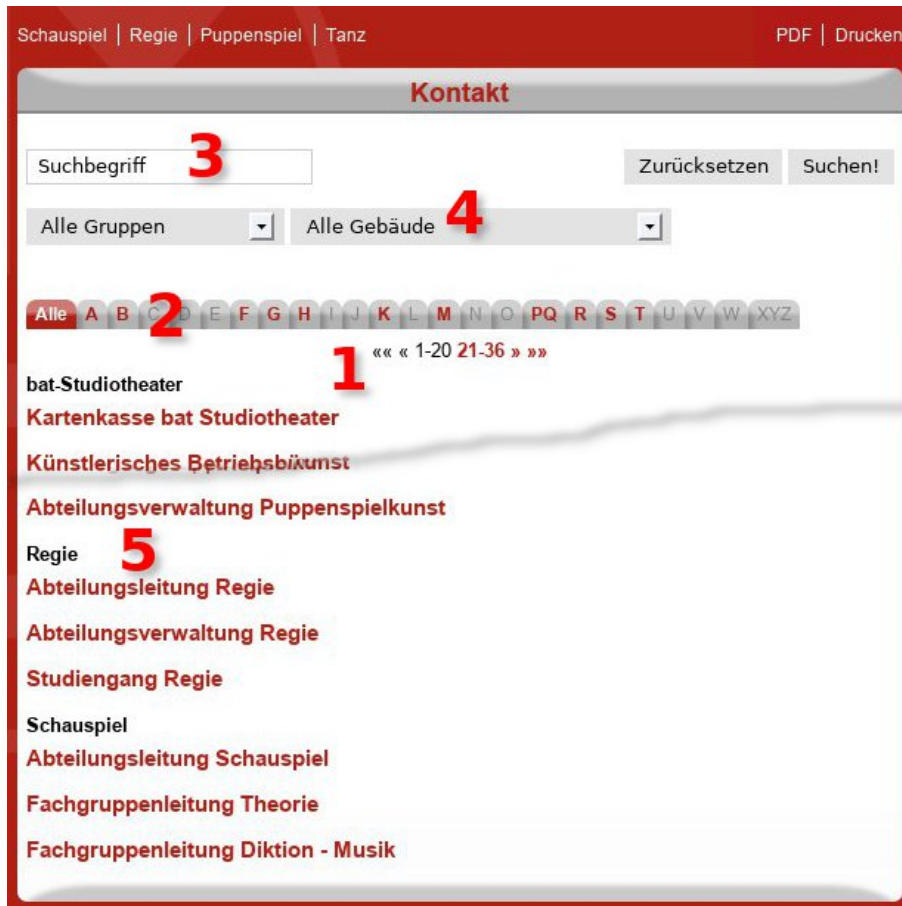 Schauspiel | Regie | Puppenspiel | Tanz PDF | Drucken
Kontakt
Suchbegriff 3 Zurücksetzen Suchen!
Alle Gruppen Alle Gebäude 4
Alle A B C D E F G H I J K L M N O PQ R S T U V W XYZ
2
«« « 1-20 21-36 » »»
1
bat-Studiotheater
Kartenkasse bat Studiotheater
Künstlerisches
Abteilungsverwaltung Puppenspielkunst
Regie 5
Abteilungsleitung Regie
Abteilungsverwaltung Regie
Studiengang Regie
Schauspiel
Abteilungsleitung Schauspiel
Fachgruppenleitung Theorie
Fachgruppenleitung Diktion - Musik